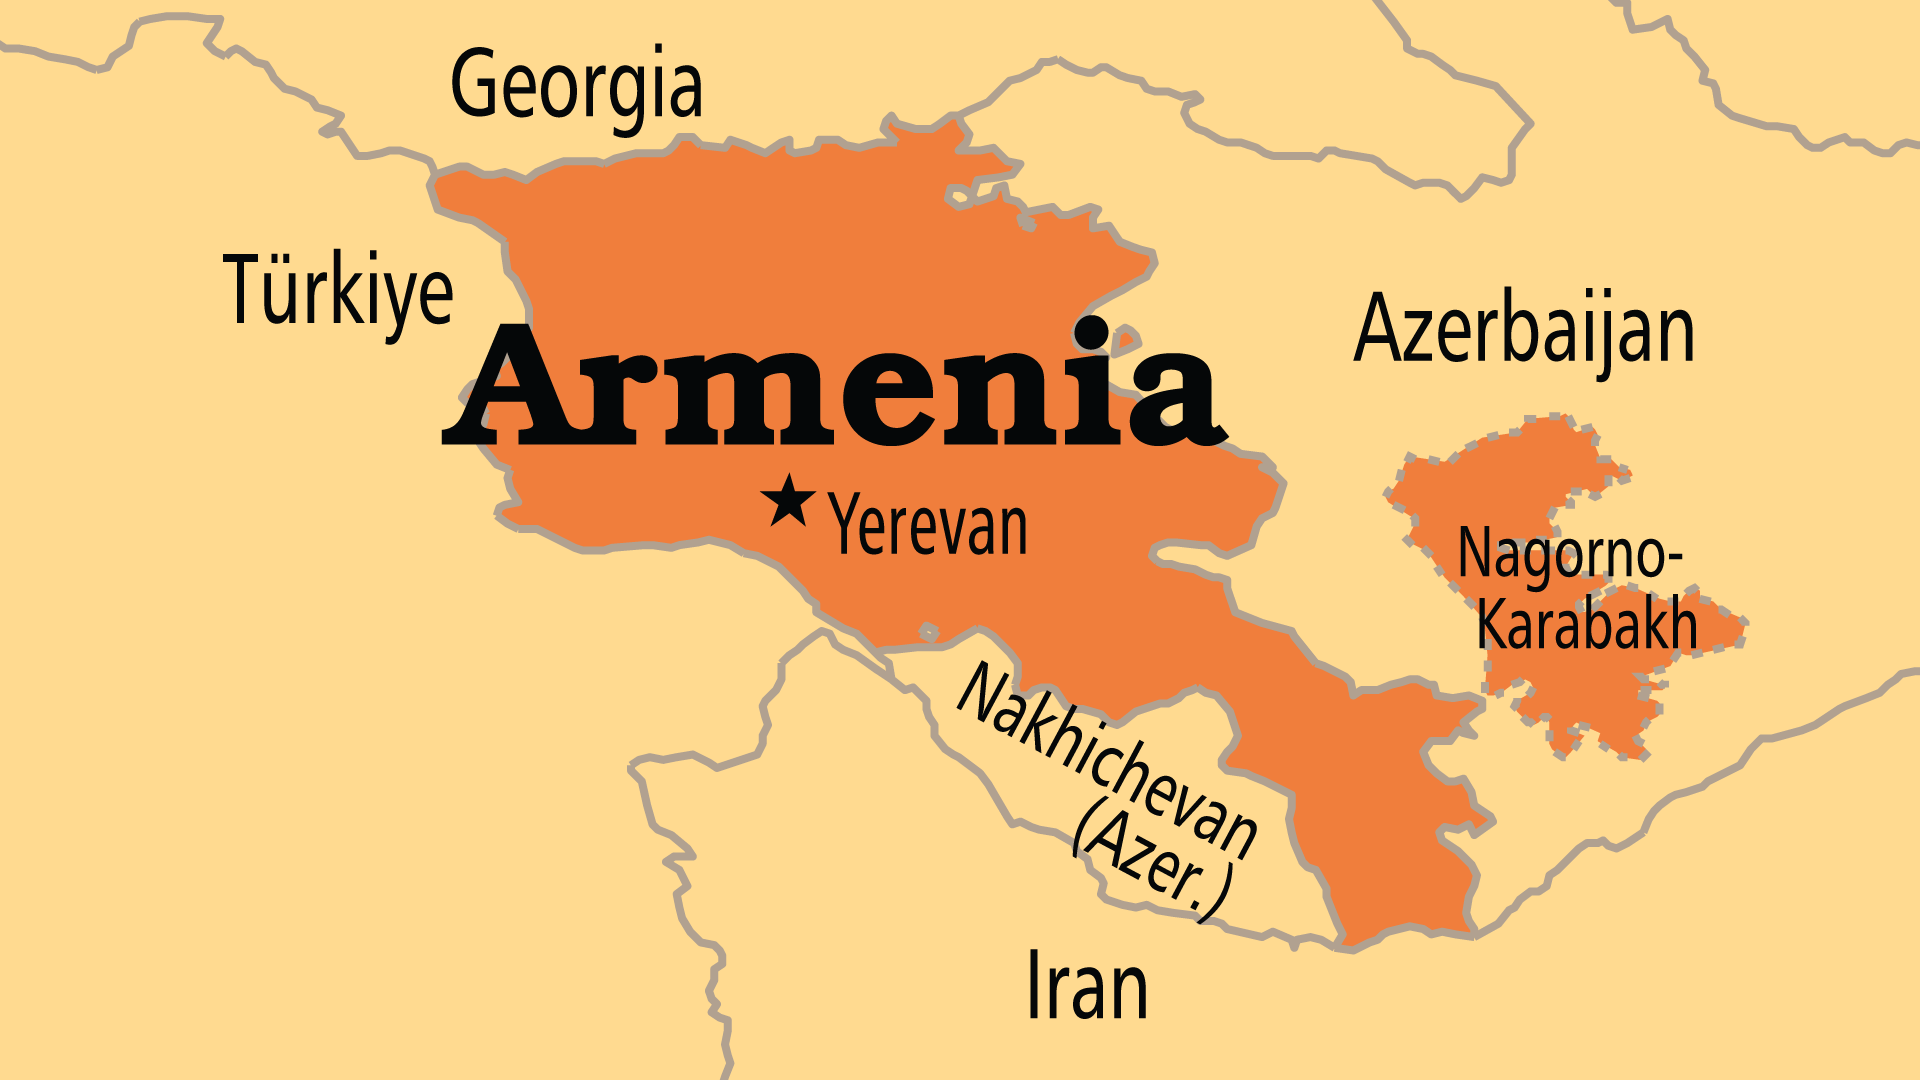 Georgia
Türkiye
Azerbaijan
Armenia
Yerevan
Nagorno-
Karabakh
Nakhichevan
(Azer.)
Iran